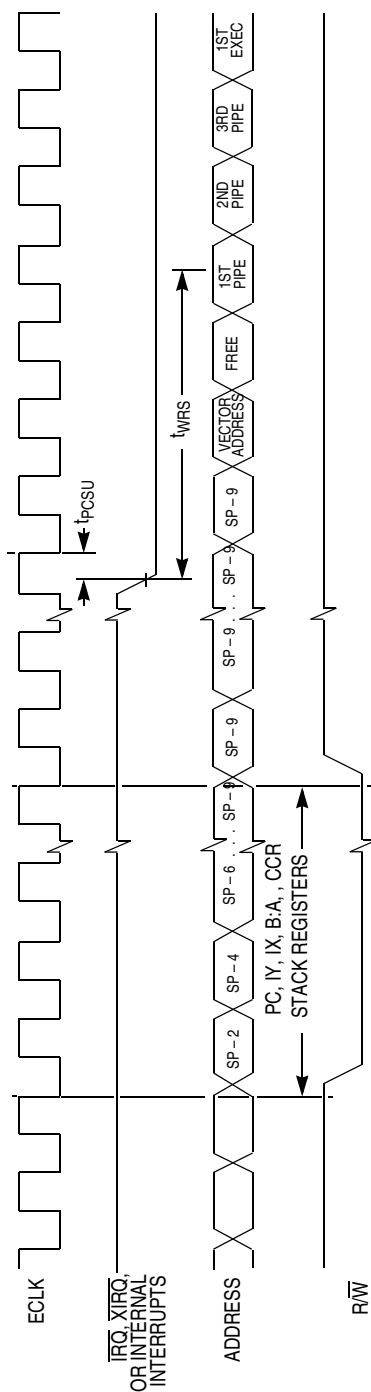 ECLK
t PCSU
IRQ, XIRQ,
OR INTERNAL
INTERRUPTS
t WRS
ADDRESS
SP – 2
SP – 4
SP – 6 . . . . SP – 9
SP – 9
SP – 9 . . . . SP – 9
SP – 9
VECTOR
ADDRESS
FREE
1ST
PIPE
2ND
PIPE
3RD
PIPE
1ST
EXEC
PC, IY, IX, B:A, , CCR
STACK REGISTERS
R/W